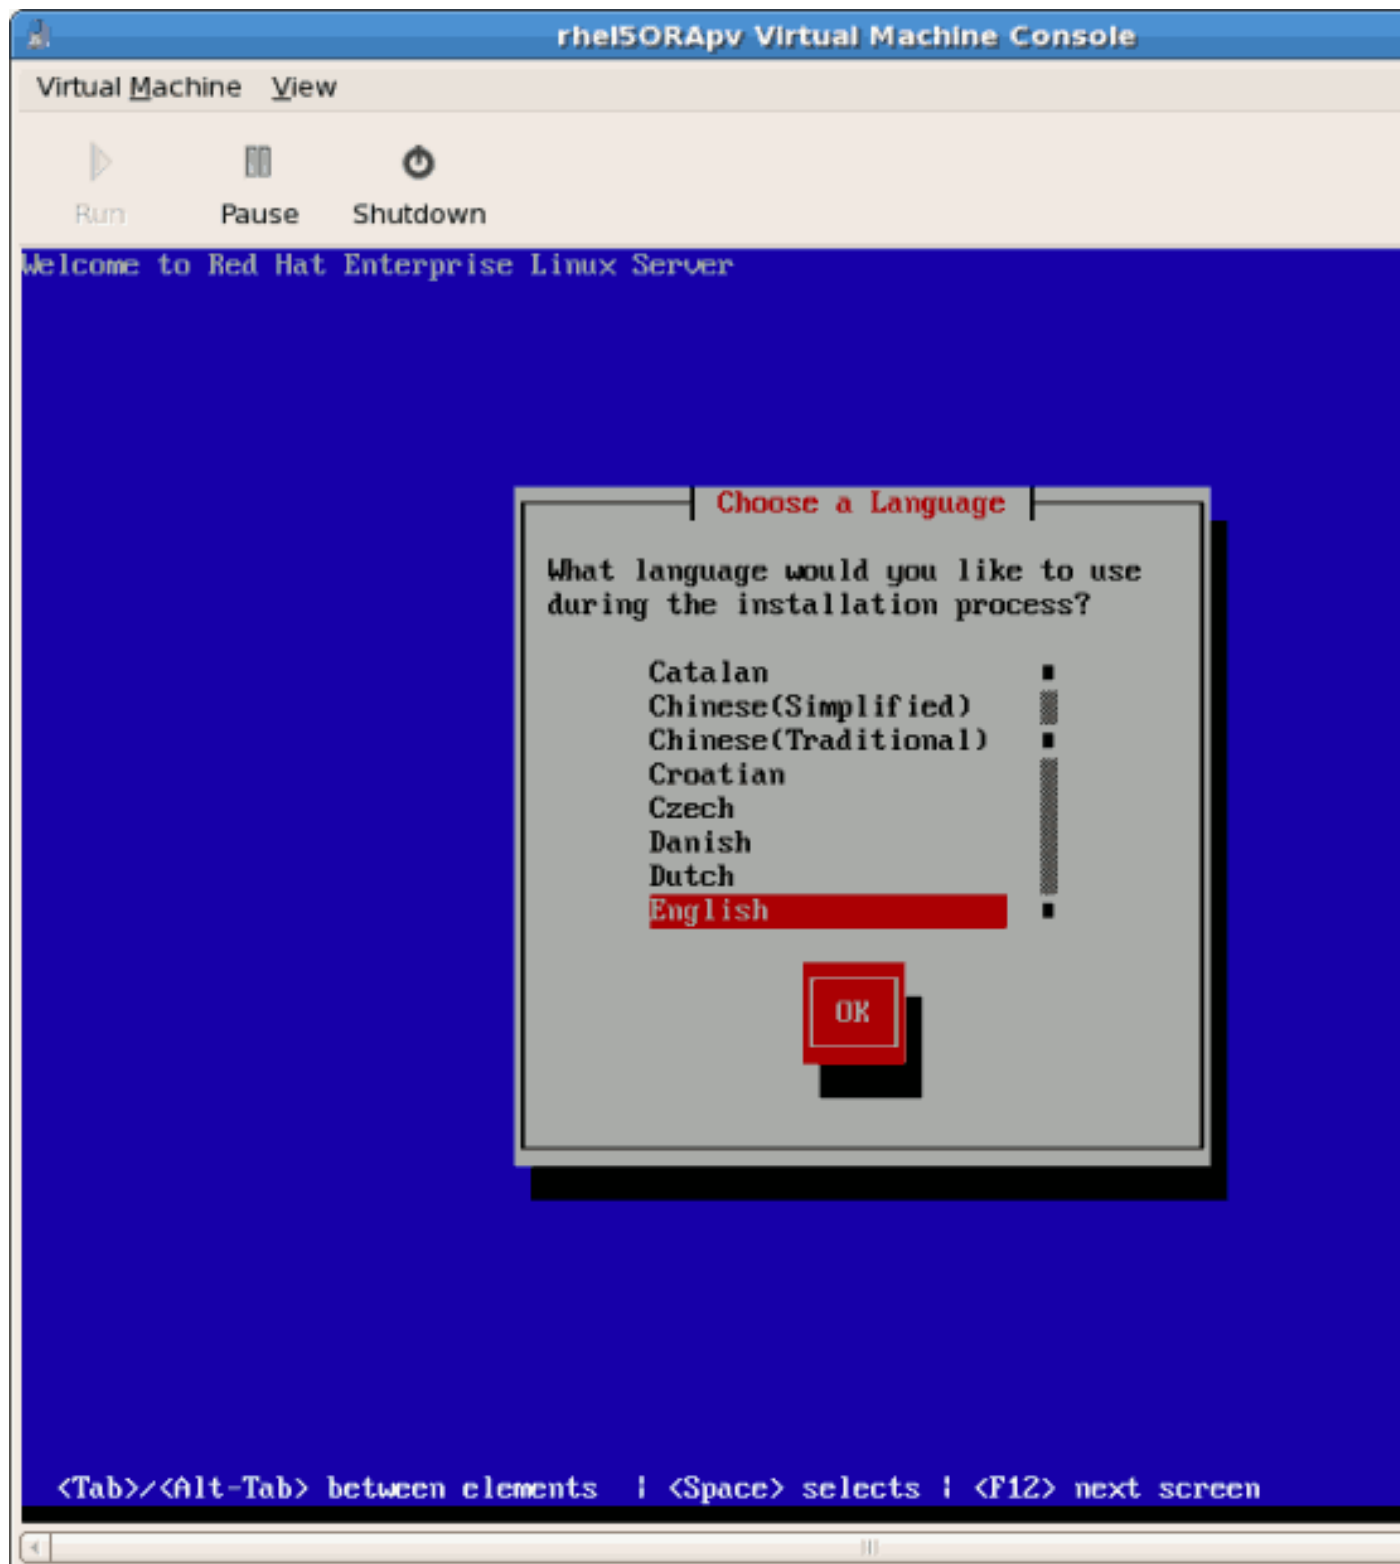 rhel5ORApv Virtual Machine Console
Virtual Machine View
Run Pause Shutdown
Welcome to Red Hat Enterprise Linux Server
Choose a Language
What language would you like to use
during the installation process?
Catalan
Chinese(Simplified)
Chinese(Traditional)
Croatian
Czech
Danish
Dutch
English
OK
<Tab>/<Alt-Tab> between elements | <Space> selects | <F12> next screen